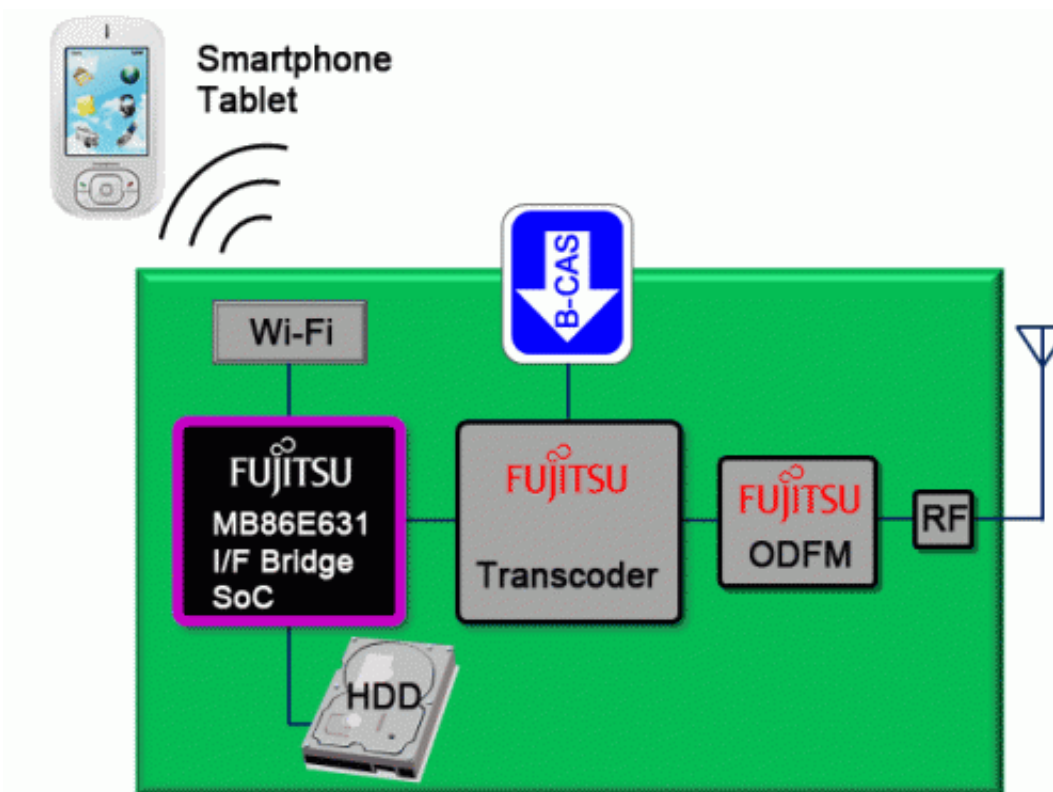 Smartphone
Tablet
B-CAS
Wi-Fi
FUJITSU
MB86E631
I/F Bridge
SoC
FUJITSU
Transcoder
FUJITSU
ODFM
RF
HDD